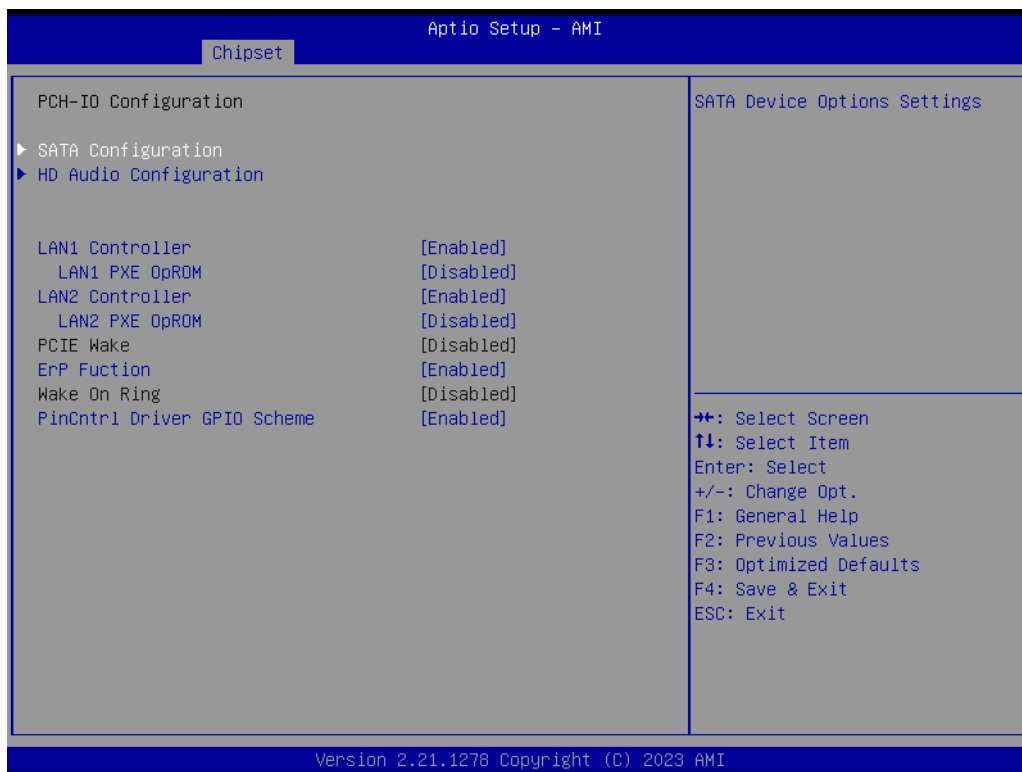 Aptio Setup – AMI
Chipset
PCH-IO Configuration
SATA Configuration
HD Audio Configuration
LAN1 Controller [Enabled]
LAN1 PXE OpROM [Disabled]
LAN2 Controller [Enabled]
LAN2 PXE OpROM [Disabled]
PCIE Wake [Disabled]
ErP Fuction [Enabled]
Wake On Ring [Disabled]
PinCntrl Driver GPIO Scheme [Enabled]
SATA Device Options Settings
→←: Select Screen
↑↓: Select Item
Enter: Select
+/-: Change Opt.
F1: General Help
F2: Previous Values
F3: Optimized Defaults
F4: Save & Exit
ESC: Exit
Version 2.21.1278 Copyright (C) 2023 AMI